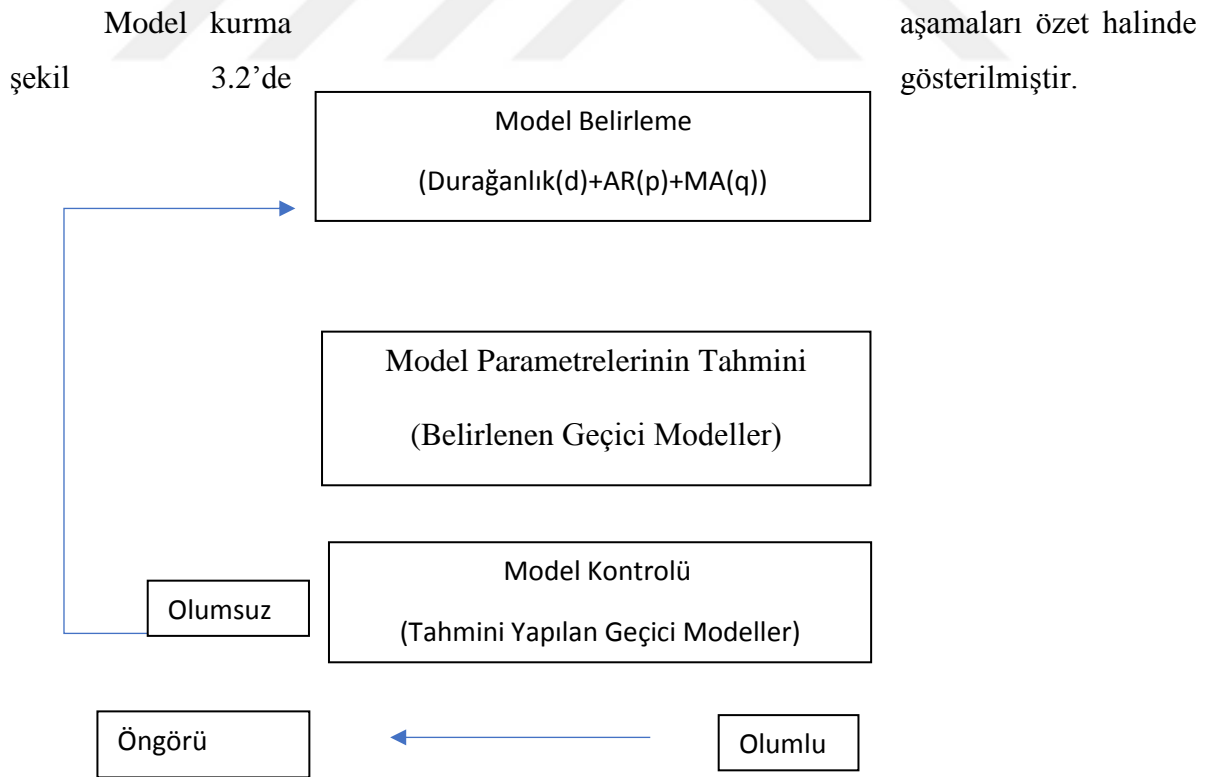 Model kurma aşamaları özet halinde
şekil 3.2’de gösterilmiştir.
Model Belirleme
(Durağanlık(d)+AR(p)+MA(q))
Model Parametrelerinin Tahmini
(Belirlenen Geçici Modeller)
Model Kontrolü
(Tahmini Yapılan Geçici Modeller)
Olumsuz
Öngörü
Olumlu